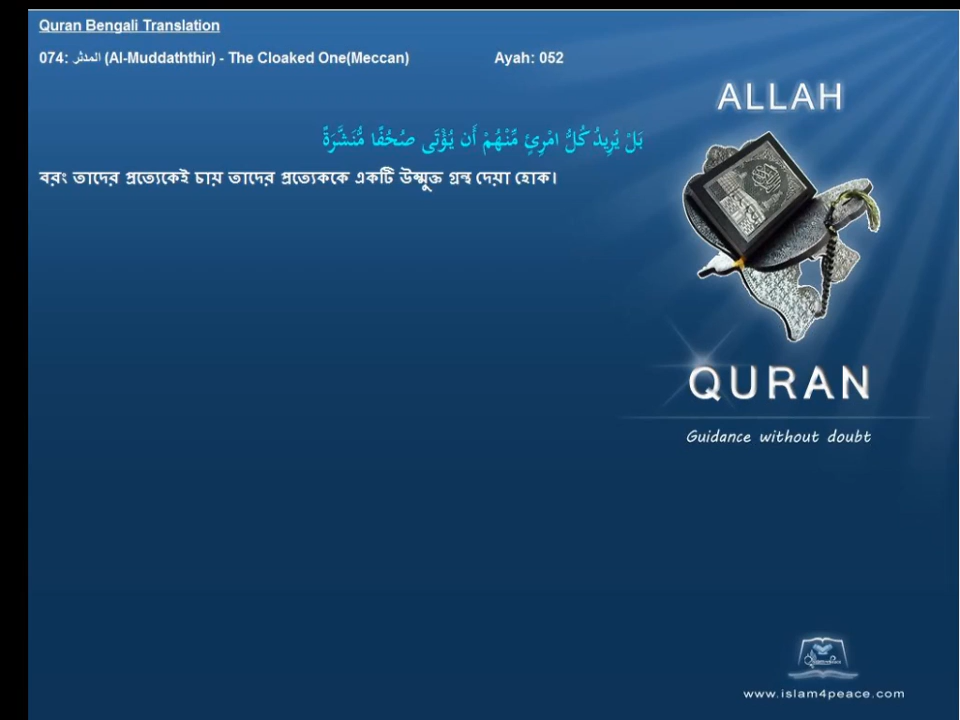 Quran Bengali Translation
074: المدثر (Al-Muddaththir) - The Cloaked One(Meccan) Ayah: 052
بَلْ يُرِيدُ كُلُّ امْرِئٍ مِّنْهُمْ أَن يُؤْتَى صُحُفًا مُّنَشَّرَةً
বরং তাদের প্রত্যেকেই চায় তাদের প্রত্যেককে একটি উম্মুক্ত গ্রন্থ দেয়া হোক।
ALLAH
QURAN
Guidance without doubt
www.islam4peace.com